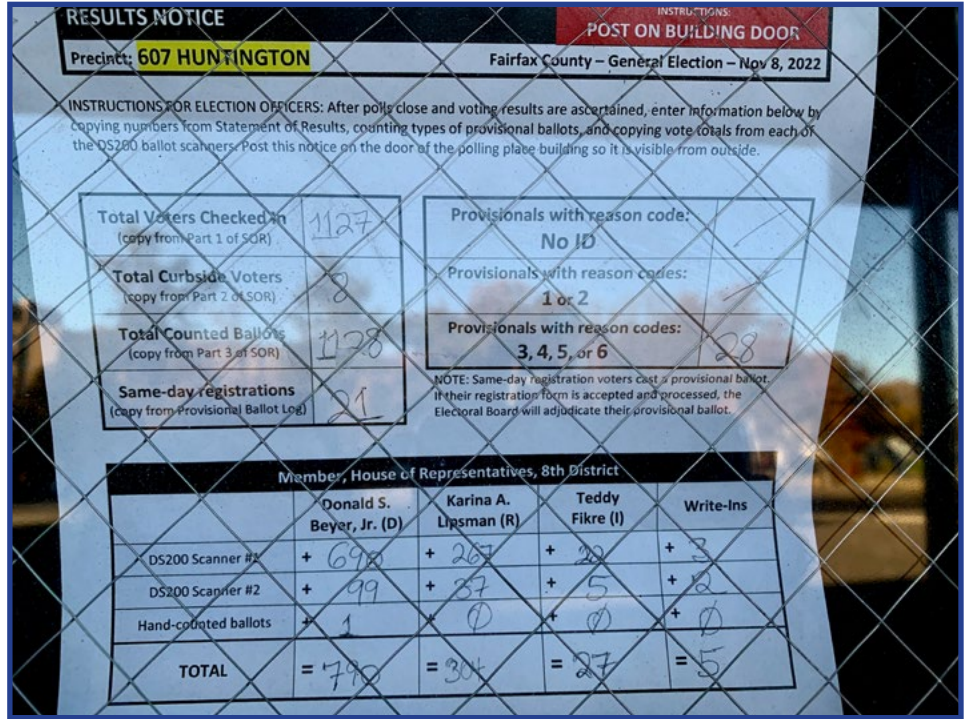 RESULTS NOTICE
INSTRUCTIONS:
POST ON BUILDING DOOR
Precinct: 607 HUNTINGTON
Fairfax County – General Election – Nov 8, 2022
INSTRUCTIONS FOR ELECTION OFFICERS: After polls close and voting results are ascertained, enter information below by
copying numbers from Statement of Results, counting types of provisional ballots, and copying vote totals from each of
the DS200 ballot scanners. Post this notice on the door of the polling place building so it is visible from outside.
Total Voters Checked In 1127
(copy from Part 1 of SOR)
Total Curbside Voters 8
(copy from Part 2 of SOR)
Total Counted Ballots 1128
(copy from Part 3 of SOR)
Same-day registrations 21
(copy from Provisional Ballot Log)
Provisionals with reason code:
No ID
Provisionals with reason codes:
1 or 2
Provisionals with reason codes:
3, 4, 5, or 6 28
NOTE: Same-day registration voters cast a provisional ballot.
If their registration form is accepted and processed, the
Electoral Board will adjudicate their provisional ballot.
Member, House of Representatives, 8th District
Donald S. Beyer, Jr. (D) Karina A. Lipsman (R) Teddy Fikre (I) Write-Ins
DS200 Scanner #1 + 690 + 267 + 22 + 3
DS200 Scanner #2 + 99 + 37 + 5 + 2
Hand-counted ballots + 1 + 0 + 0 + 0
TOTAL = 790 = 304 = 27 = 5